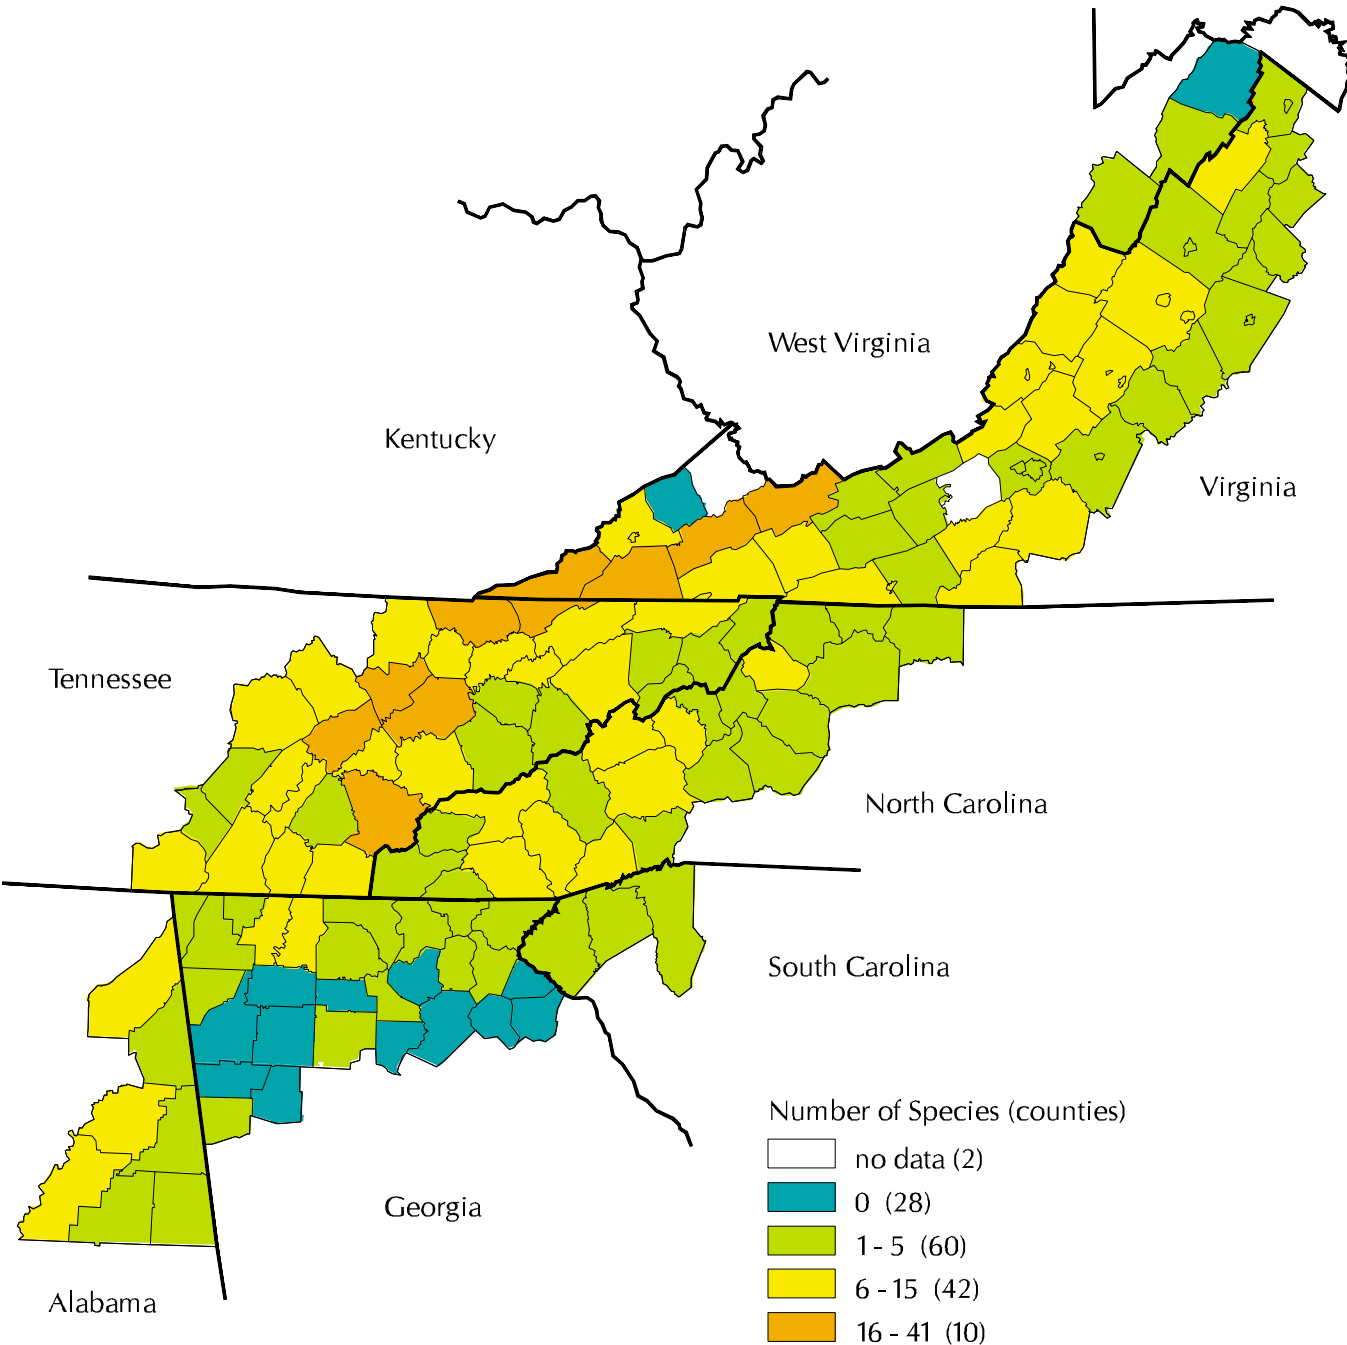 West Virginia
Kentucky
Virginia
Tennessee
North Carolina
South Carolina
Georgia
Alabama
Number of Species (counties)
no data (2)
0 (28)
1 - 5 (60)
6 - 15 (42)
16 - 41 (10)